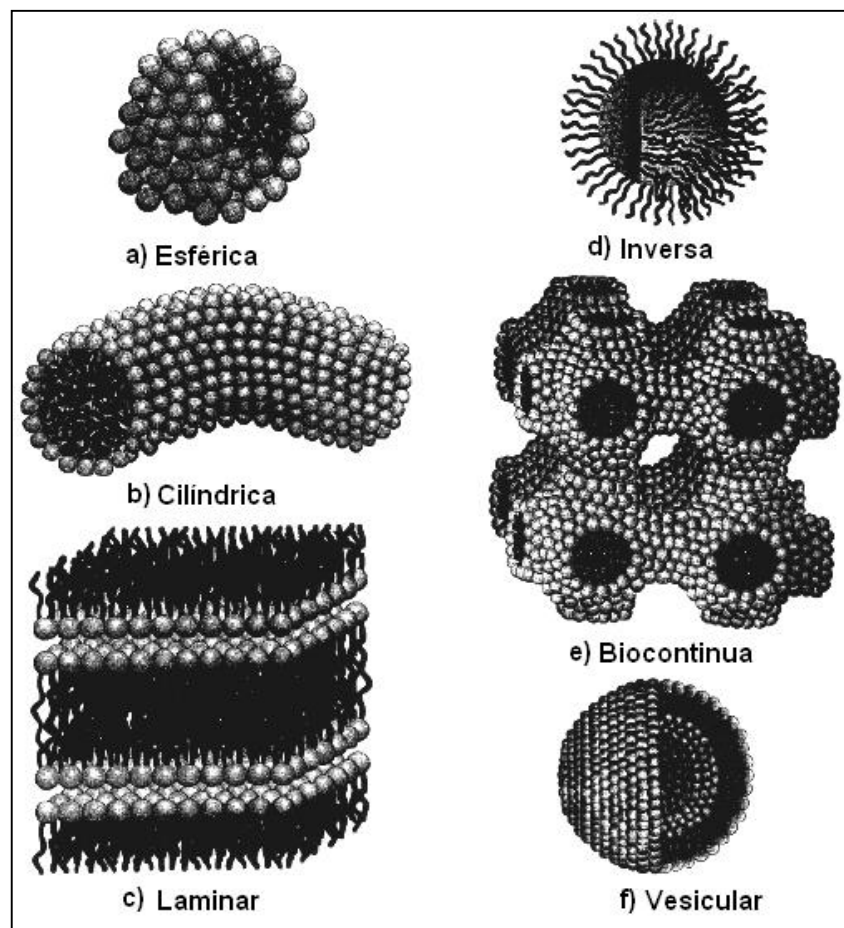 a) Esférica
b) Cilíndrica
c) Laminar
d) Inversa
e) Biocontinua
f) Vesicular